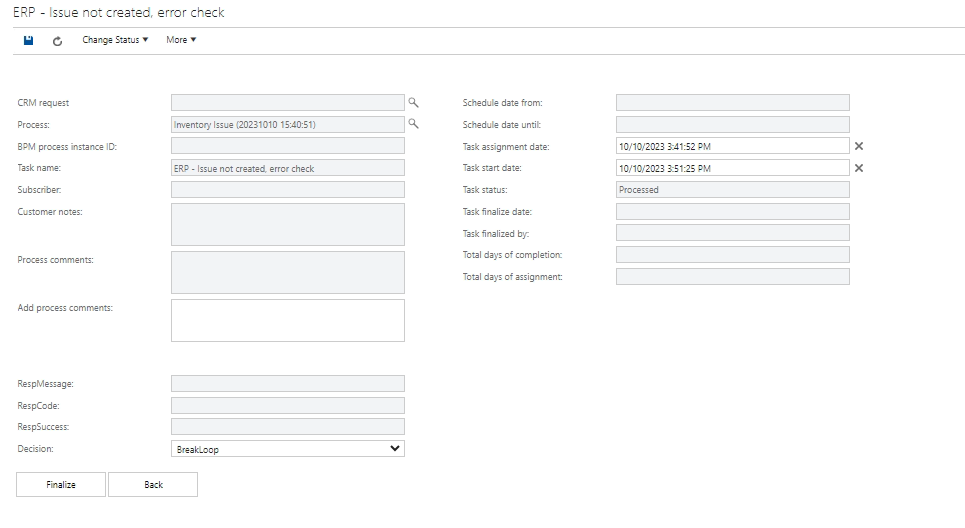 ERP - Issue not created, error check
Change Status ▼ More ▼
CRM request
Process: Inventory Issue (20231010 15:40:51)
BPM process instance ID:
Task name: ERP - Issue not created, error check
Subscriber:
Customer notes:
Process comments:
Add process comments:
RespMessage:
RespCode:
RespSuccess:
Decision: BreakLoop
Finalize Back
Schedule date from:
Schedule date until:
Task assignment date: 10/10/2023 3:41:52 PM
Task start date: 10/10/2023 3:51:25 PM
Task status: Processed
Task finalize date:
Task finalized by:
Total days of completion:
Total days of assignment: